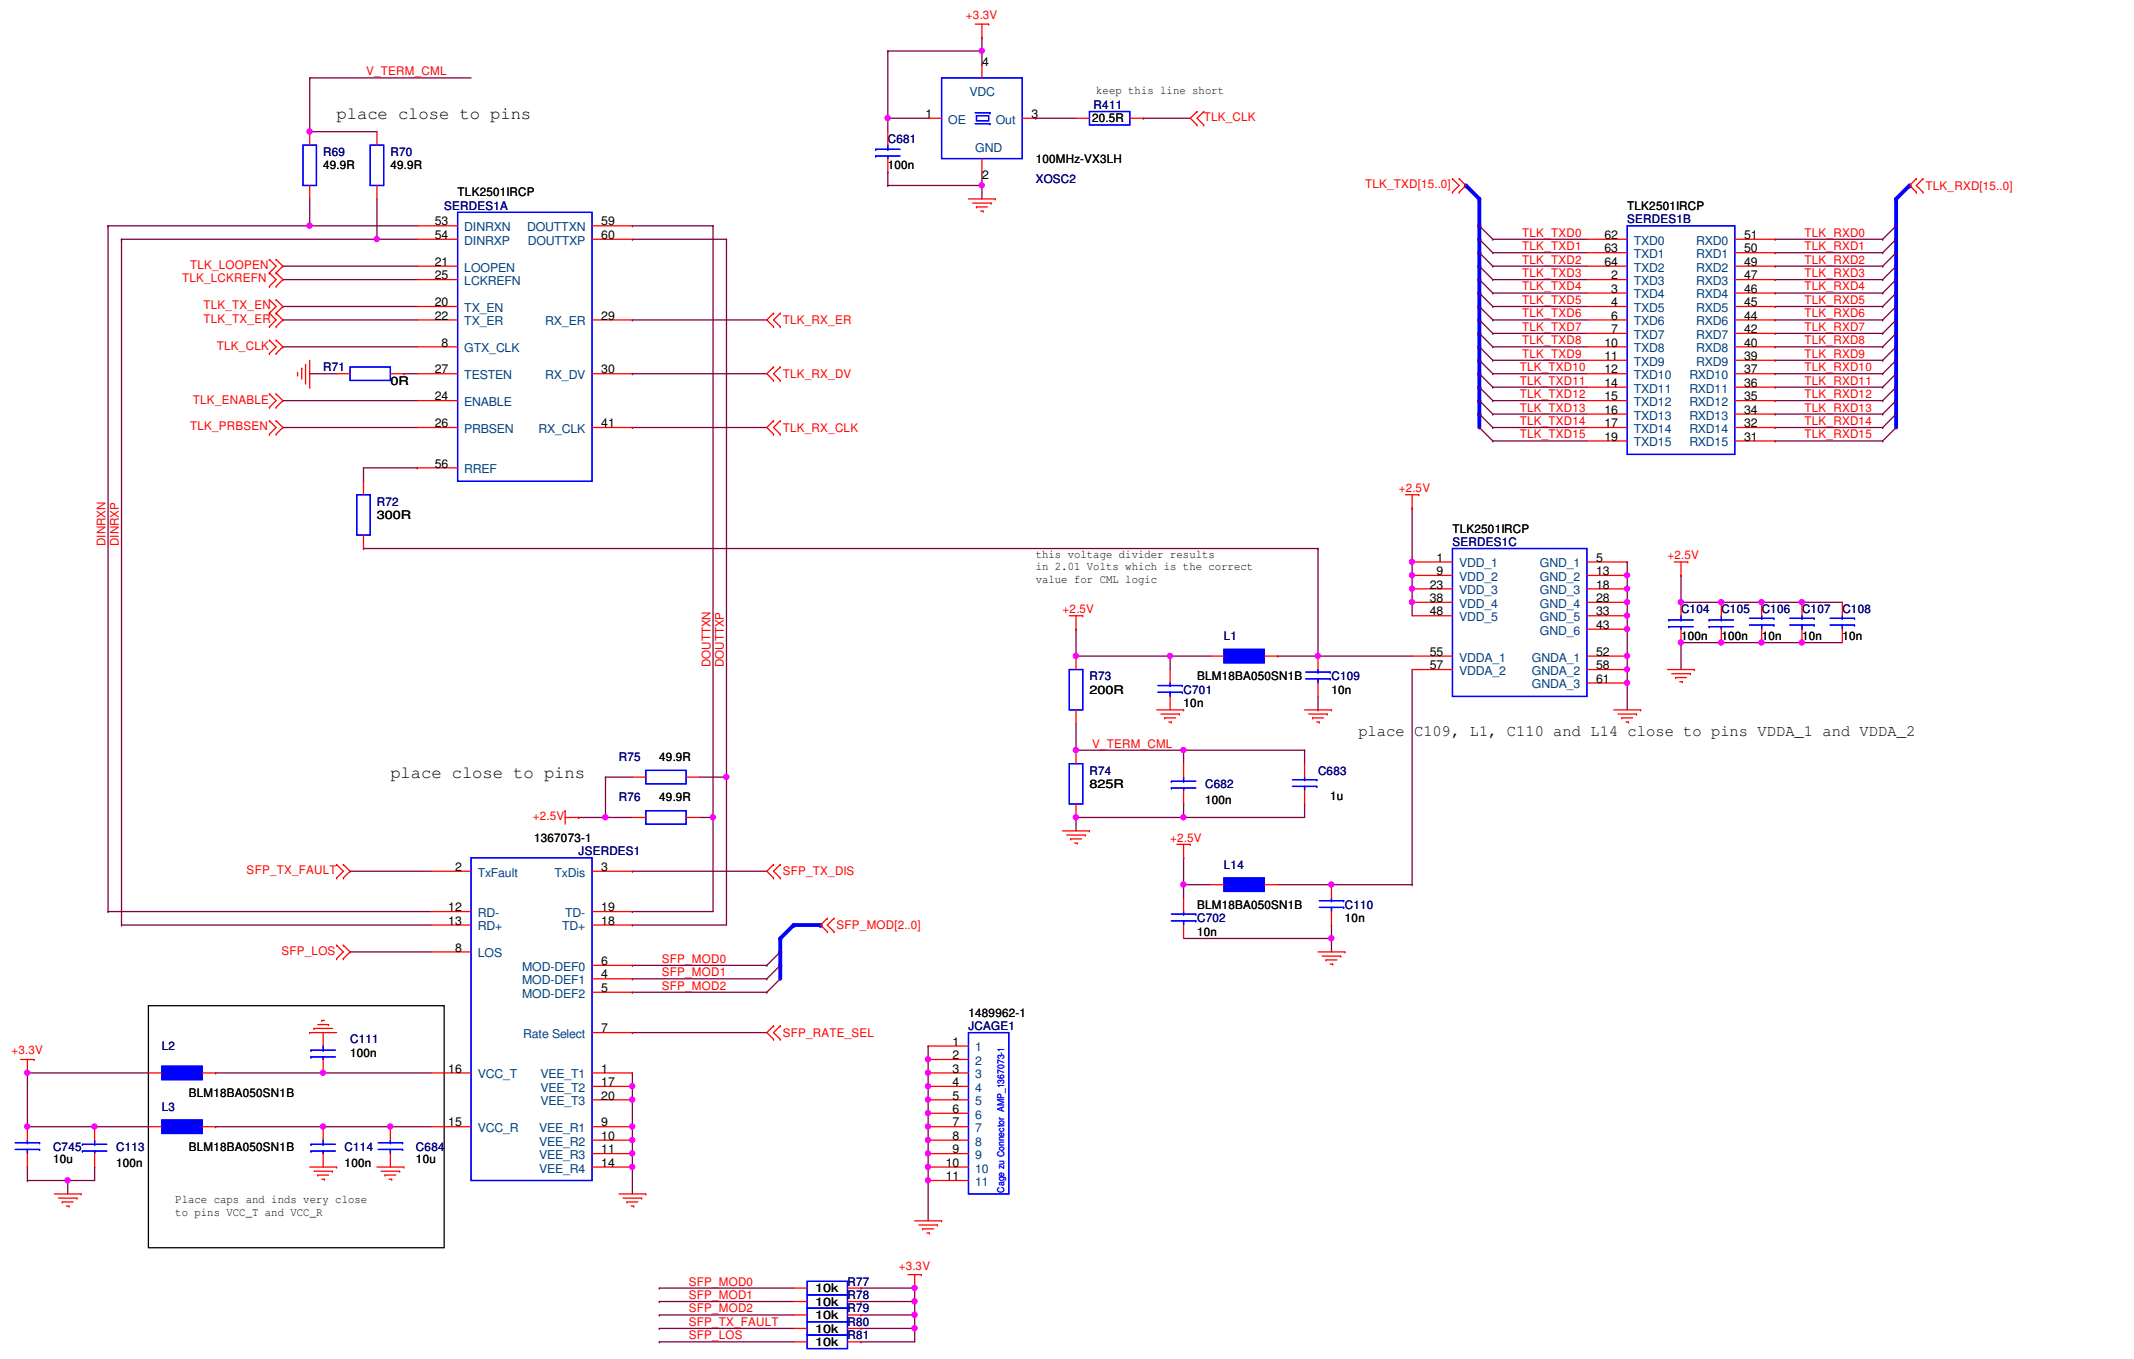 +3.3V
4
VDC
1
OE
Out
3
GND
2
C681
100n
100MHz-VX3LH
XOSC2
keep this line short
R411
20.5R
TLK_CLK
V_TERM_CML
place close to pins
R69
49.9R
R70
49.9R
TLK2501IRCP
SERDES1A
53
DINRXN
54
DINRXP
21
LOOPEN
25
LCKREFN
20
TX_EN
22
TX_ER
8
GTX_CLK
27
TESTEN
24
ENABLE
26
PRBSEN
56
RREF
DOUTTXN
59
DOUTTXP
60
RX_ER
29
RX_DV
30
RX_CLK
41
TLK_LOOPEN
TLK_LCKREFN
TLK_TX_EN
TLK_TX_ER
TLK_CLK
R71
0R
TLK_ENABLE
TLK_PRBSEN
TLK_RX_ER
TLK_RX_DV
TLK_RX_CLK
R72
300R
DINRXN
DINRXP
DOUTTXN
DOUTTXP
TLK_TXD[15..0]
TLK_RXD[15..0]
TLK2501IRCP
SERDES1B
TLK_TXD0 62 TXD0 RXD0 51 TLK_RXD0
TLK_TXD1 63 TXD1 RXD1 50 TLK_RXD1
TLK_TXD2 64 TXD2 RXD2 49 TLK_RXD2
TLK_TXD3 2 TXD3 RXD3 47 TLK_RXD3
TLK_TXD4 3 TXD4 RXD4 46 TLK_RXD4
TLK_TXD5 4 TXD5 RXD5 45 TLK_RXD5
TLK_TXD6 6 TXD6 RXD6 44 TLK_RXD6
TLK_TXD7 7 TXD7 RXD7 42 TLK_RXD7
TLK_TXD8 10 TXD8 RXD8 40 TLK_RXD8
TLK_TXD9 11 TXD9 RXD9 39 TLK_RXD9
TLK_TXD10 12 TXD10 RXD10 37 TLK_RXD10
TLK_TXD11 14 TXD11 RXD11 36 TLK_RXD11
TLK_TXD12 15 TXD12 RXD12 35 TLK_RXD12
TLK_TXD13 16 TXD13 RXD13 34 TLK_RXD13
TLK_TXD14 17 TXD14 RXD14 32 TLK_RXD14
TLK_TXD15 19 TXD15 RXD15 31 TLK_RXD15
+2.5V
TLK2501IRCP
SERDES1C
1 VDD_1 GND_1 5
9 VDD_2 GND_2 13
23 VDD_3 GND_3 18
38 VDD_4 GND_4 28
48 VDD_5 GND_5 33
GND_6 43
55 VDDA_1 GNDA_1 52
57 VDDA_2 GNDA_2 58
GNDA_3 61
+2.5V
C104 C105 C106 C107 C108
100n 100n 10n 10n 10n
place C109, L1, C110 and L14 close to pins VDDA_1 and VDDA_2
this voltage divider results
in 2.01 Volts which is the correct
value for CML logic
+2.5V
R73
200R
C701
10n
L1
BLM18BA050SN1B
C109
10n
V_TERM_CML
R74
825R
C682
100n
C683
1u
+2.5V
L14
BLM18BA050SN1B
C702
10n
C110
10n
place close to pins
R75 49.9R
R76 49.9R
+2.5V
1367073-1
JSERDES1
SFP_TX_FAULT 2 TxFault TxDis 3 SFP_TX_DIS
12 RD- TD- 19
13 RD+ TD+ 18
SFP_LOS 8 LOS
SFP_MOD[2..0]
MOD-DEF0 6 SFP_MOD0
MOD-DEF1 4 SFP_MOD1
MOD-DEF2 5 SFP_MOD2
Rate Select 7 SFP_RATE_SEL
16 VCC_T VEE_T1 1
VEE_T2 17
VEE_T3 20
15 VCC_R VEE_R1 9
VEE_R2 10
VEE_R3 11
VEE_R4 14
+3.3V
L2
BLM18BA050SN1B
C111
100n
L3
BLM18BA050SN1B
C745
10u
C113
100n
C114
100n
C684
10u
Place caps and inds very close
to pins VCC_T and VCC_R
1489962-1
JCAGE1
1 1
2 2
3 3
4 4
5 5
6 6
7 7
8 8
9 9
10 10
11 11
Cage zu Connector AMP_1367073-1
+3.3V
SFP_MOD0 10k R77
SFP_MOD1 10k R78
SFP_MOD2 10k R79
SFP_TX_FAULT 10k R80
SFP_LOS 10k R81